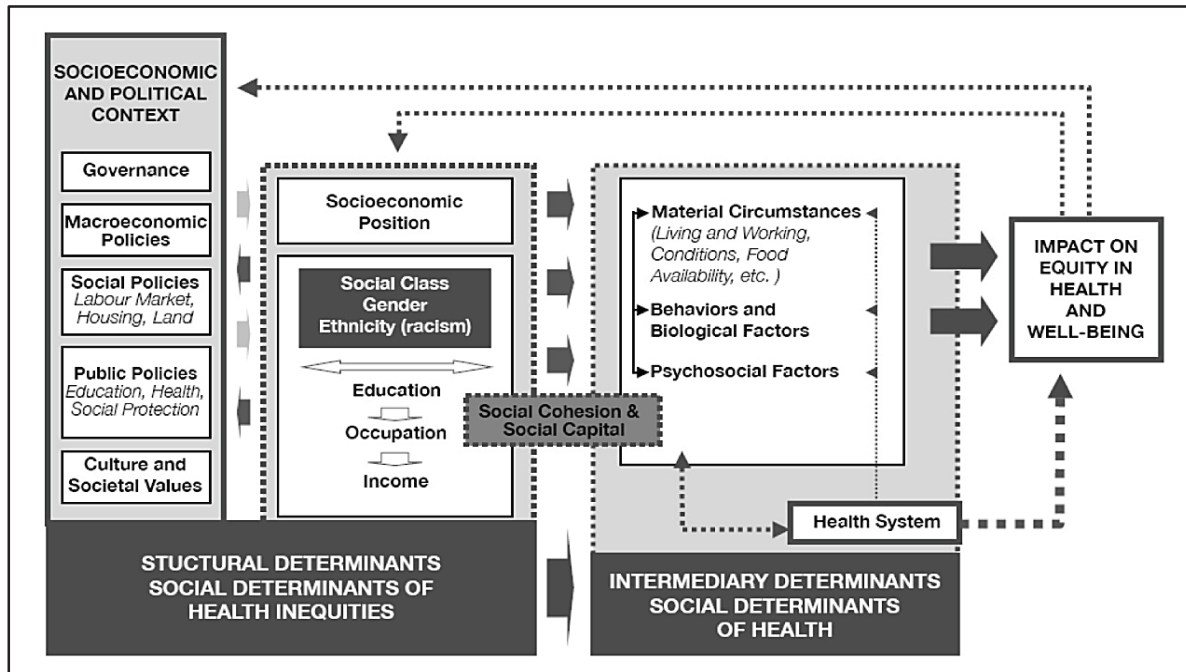 SOCIOECONOMIC
AND POLITICAL
CONTEXT
Governance
Macroeconomic
Policies
Social Policies
Labour Market,
Housing, Land
Public Policies
Education, Health,
Social Protection
Culture and
Societal Values
Socioeconomic
Position
Social Class
Gender
Ethnicity (racism)
Education
Occupation
Income
Social Cohesion &
Social Capital
Material Circumstances
(Living and Working,
Conditions, Food
Availability, etc. )
Behaviors and
Biological Factors
Psychosocial Factors
Health System
IMPACT ON
EQUITY IN
HEALTH
AND
WELL-BEING
STUCTURAL DETERMINANTS
SOCIAL DETERMINANTS OF
HEALTH INEQUITIES
INTERMEDIARY DETERMINANTS
SOCIAL DETERMINANTS
OF HEALTH